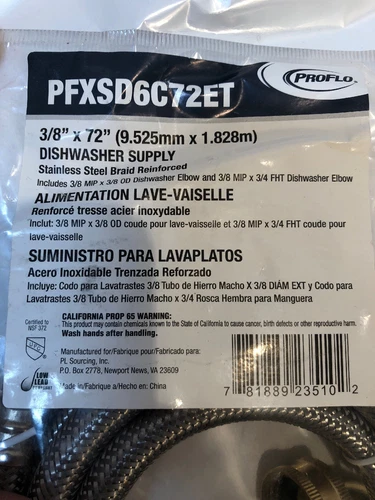 PROFLO
PFXSD6C72ET
3/8" x 72" (9.525mm x 1.828m)
DISHWASHER SUPPLY
Stainless Steel Braid Reinforced
Includes 3/8 MIP x 3/8 OD Dishwasher Elbow and 3/8 MIP x 3/4 FHT Dishwasher Elbow
ALIMENTATION LAVE-VAISELLE
Renforcé tresse acier inoxydable
Inclut: 3/8 MIP x 3/8 OD coude pour lave-vaisselle et 3/8 MIP x 3/4 FHT coude pour
lave-vaisselle
SUMINISTRO PARA LAVAPLATOS
Acero Inoxidable Trenzada Reforzado
Incluye: Codo para Lavatrastes 3/8 Tubo de Hierro Macho X 3/8 DIÁM EXT y Codo para
Lavatrastes 3/8 Tubo de Hierro Macho x 3/4 Rosca Hembra para Manguera
Certified to
NSF 372
CALIFORNIA PROP 65 WARNING:
This product may contain chemicals known to the State of California to cause cancer, birth defects or other reproductive harm.
Wash hands after handling.
Manufactured for/Fabrique pour/Fabricado para:
PL Sourcing, Inc.
P.O. Box 2778, Newport News, VA 23609
LOW
LEAD
Made in/Fabrique a/Hecho en: China
7 81889 23510 2